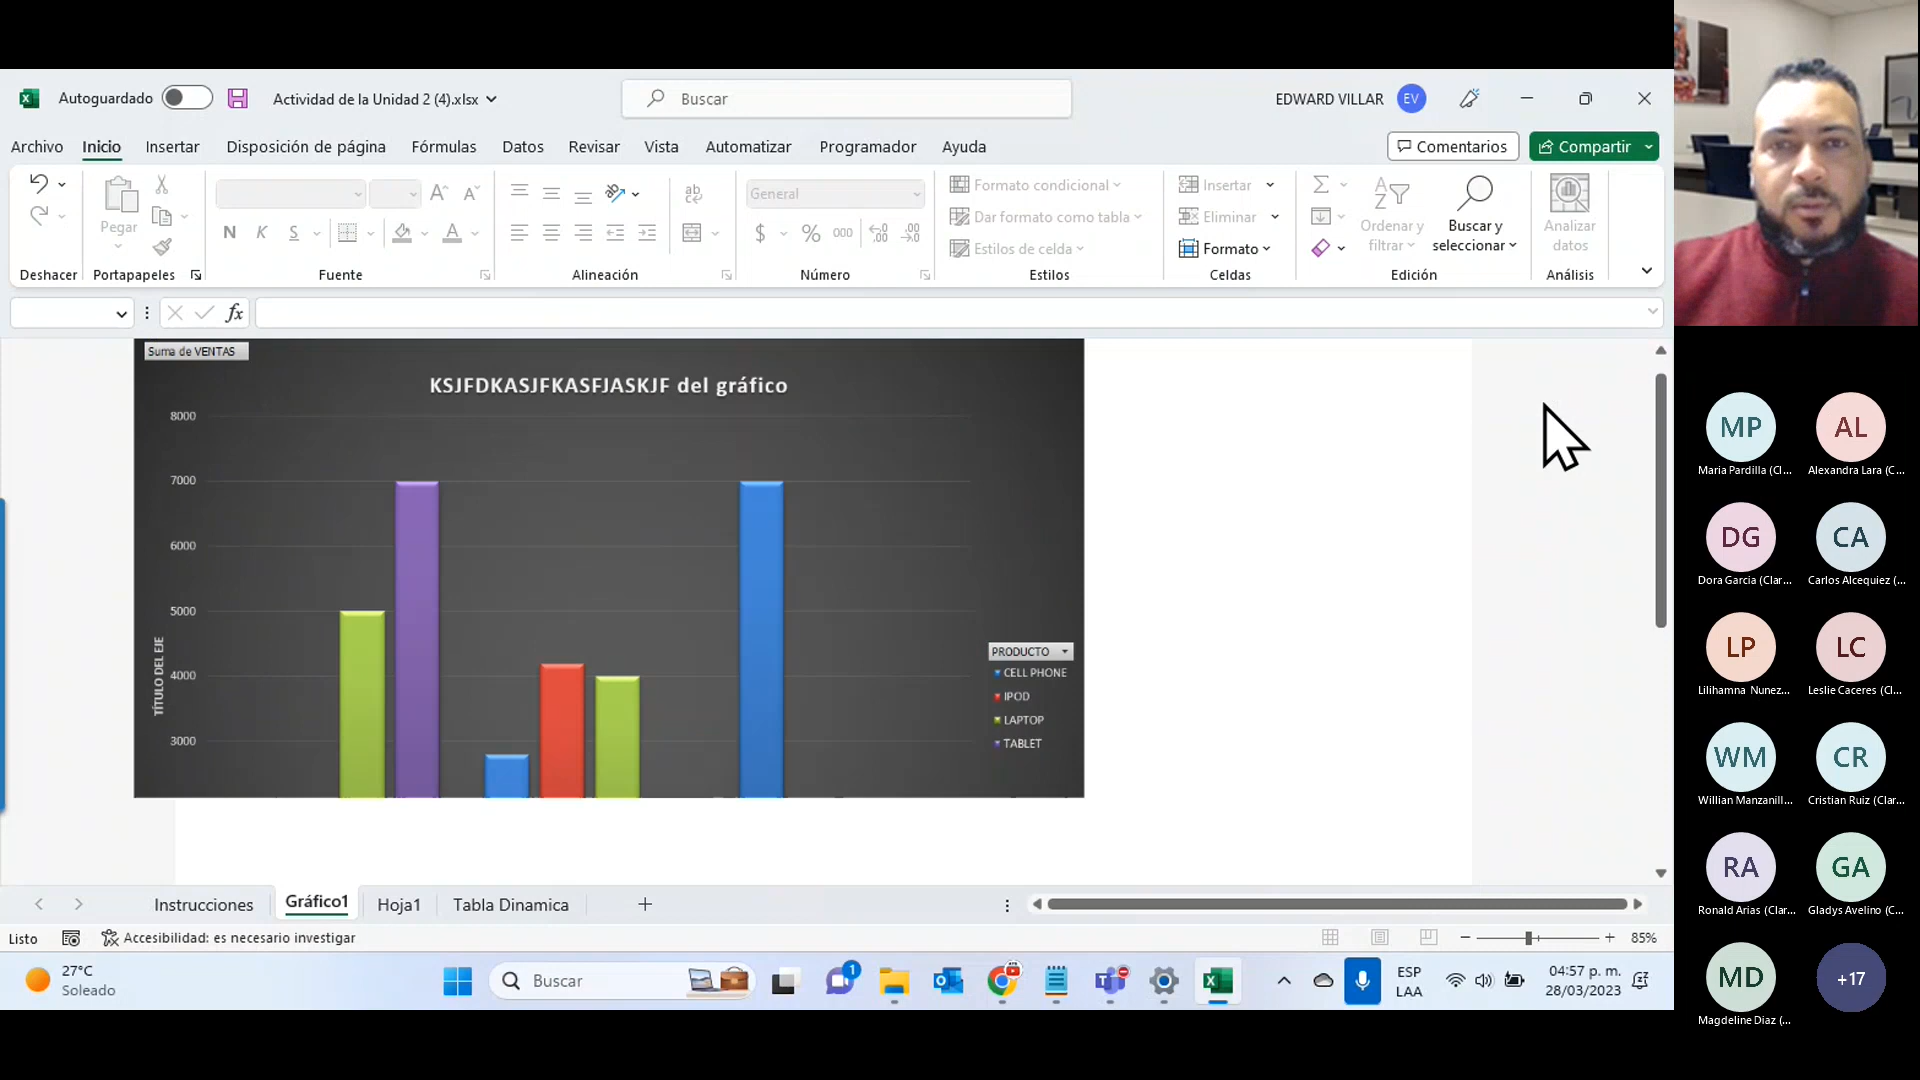 Autoguardado
Actividad de la Unidad 2 (4).xlsx
Buscar
EDWARD VILLAR
EV
Archivo Inicio Insertar Disposición de página Fórmulas Datos Revisar Vista Automatizar Programador Ayuda
Comentarios
Compartir
Pegar
N K S
General
$ % 000
Formato condicional
Dar formato como tabla
Estilos de celda
Insertar
Eliminar
Formato
Ordenar y filtrar
Buscar y seleccionar
Analizar datos
Deshacer Portapapeles Fuente Alineación Número Estilos Celdas Edición Análisis
fx
Suma de VENTAS
KSJFDKASJFKASFJASKJF del gráfico
8000
7000
6000
5000
4000
3000
TÍTULO DEL EJE
PRODUCTO
CELL PHONE
IPOD
LAPTOP
TABLET
Instrucciones Gráfico1 Hoja1 Tabla Dinamica
Listo
Accesibilidad: es necesario investigar
85%
27°C
Soleado
Buscar
1
ESP
LAA
04:57 p. m.
28/03/2023
MP
Maria Pardilla (Cl...
AL
Alexandra Lara (C...
DG
Dora Garcia (Clar...
CA
Carlos Alcequiez (...
LP
Lilihamna Nunez...
LC
Leslie Caceres (Cl...
WM
Willian Manzanill...
CR
Cristian Ruiz (Clar...
RA
Ronald Arias (Clar...
GA
Gladys Avelino (C...
MD
Magdeline Diaz (...
+17